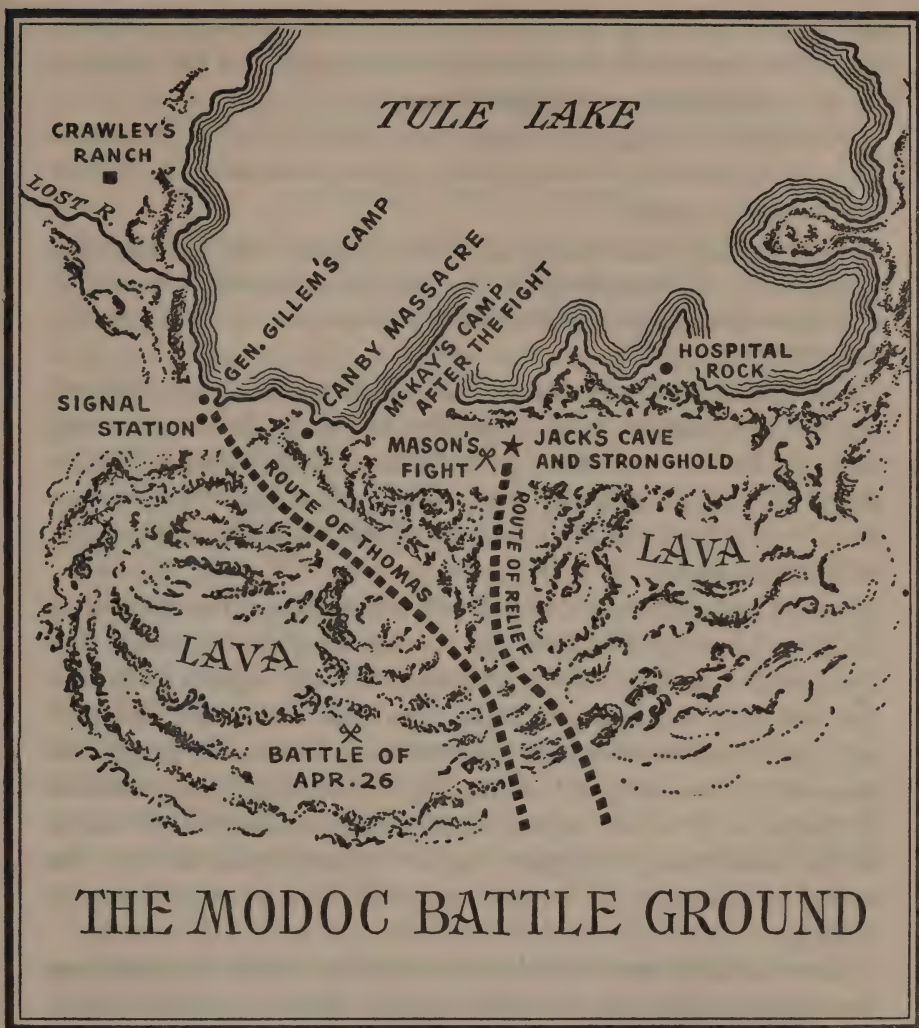 TULE LAKE
CRAWLEY'S
RANCH
LOST R.
GEN. GILLEM'S CAMP
CANBY MASSACRE
McKAY'S CAMP
AFTER THE FIGHT
HOSPITAL
ROCK
SIGNAL
STATION
MASON'S
FIGHT
JACK'S CAVE
AND STRONGHOLD
ROUTE OF THOMAS
ROUTE OF RELIEF
LAVA
LAVA
BATTLE OF
APR. 26
THE MODOC BATTLE GROUND